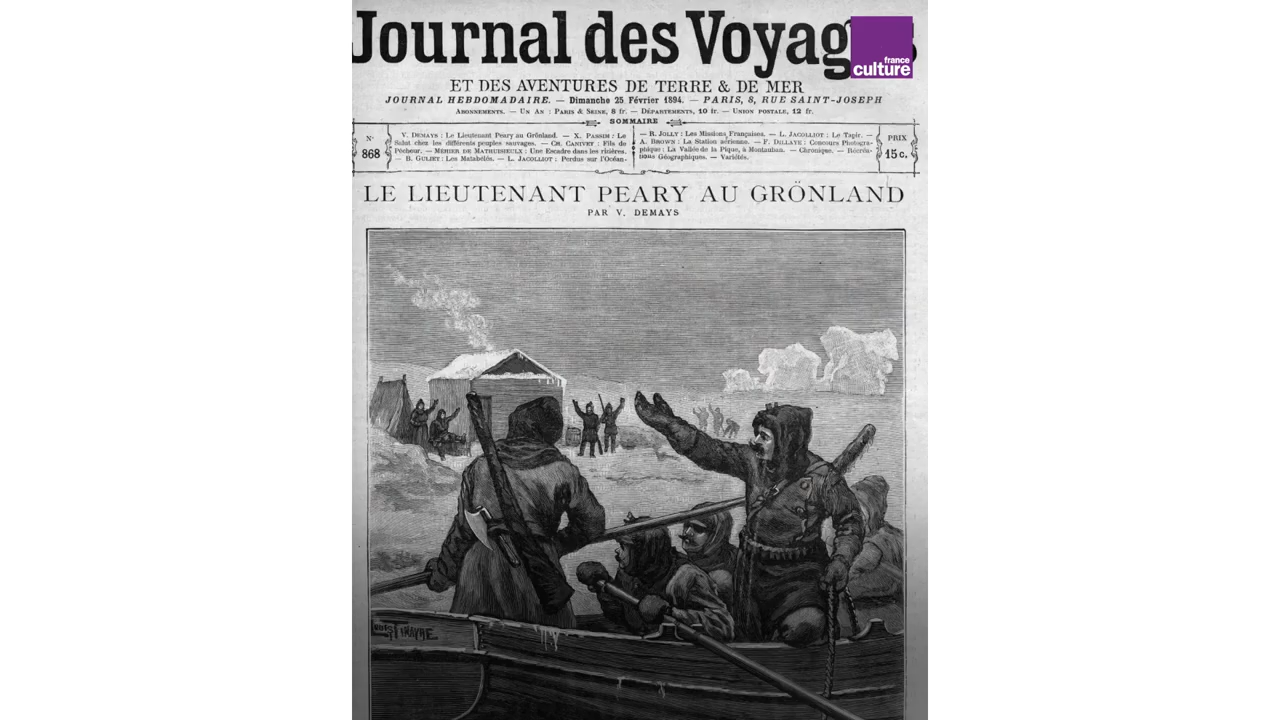 Journal des Voyag
france
culture
ET DES AVENTURES DE TERRE & DE MER
JOURNAL HEBDOMADAIRE. — Dimanche 25 Février 1894. — PARIS, 8, RUE SAINT-JOSEPH
ABONNEMENTS. — UN AN : PARIS & SEINE, 8 fr. — DÉPARTEMENTS, 10 fr. — UNION POSTALE, 12 fr.
SOMMAIRE
N°
868
V. DEMAYS : Le Lieutenant Peary au Grönland. — X. PASSIM : Le
Salut chez les différents peuples sauvages. — CH. CANIVET : Fils de
Pêcheur. — MÉHIER DE MATHUISIEULX : Une Escadre dans les rizières.
— B. GULIET : Les Matabélés. — L. JACOLLIOT : Perdus sur l'Océan.
— R. JOLLY : Les Missions Françaises. — L. JACOLLIOT : Le Tapir. —
A. BROWN : La Station aérienne. — F. DILLAYE : Concours Photogra-
phique : La Vallée de la Pique, à Montauban. — Chronique. — Récréa-
tions Géographiques. — Variétés.
PRIX
15 c.
LE LIEUTENANT PEARY AU GRÖNLAND
PAR V. DEMAYS
LOUIS TINAYRE